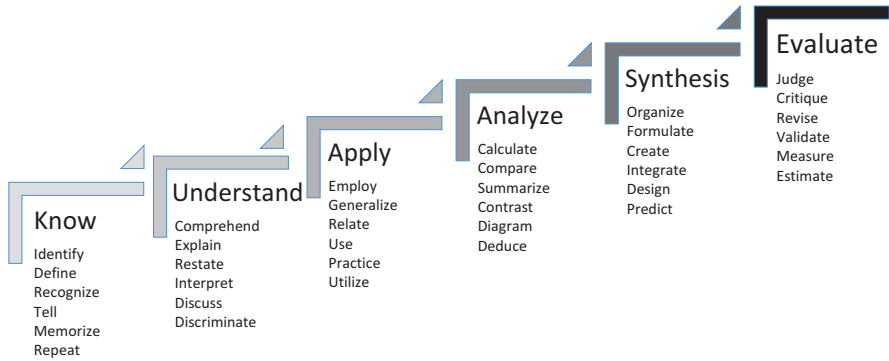 Know
Identify
Define
Recognize
Tell
Memorize
Repeat
Understand
Comprehend
Explain
Restate
Interpret
Discuss
Discriminate
Apply
Employ
Generalize
Relate
Use
Practice
Utilize
Analyze
Calculate
Compare
Summarize
Contrast
Diagram
Deduce
Synthesis
Organize
Formulate
Create
Integrate
Design
Predict
Evaluate
Judge
Critique
Revise
Validate
Measure
Estimate